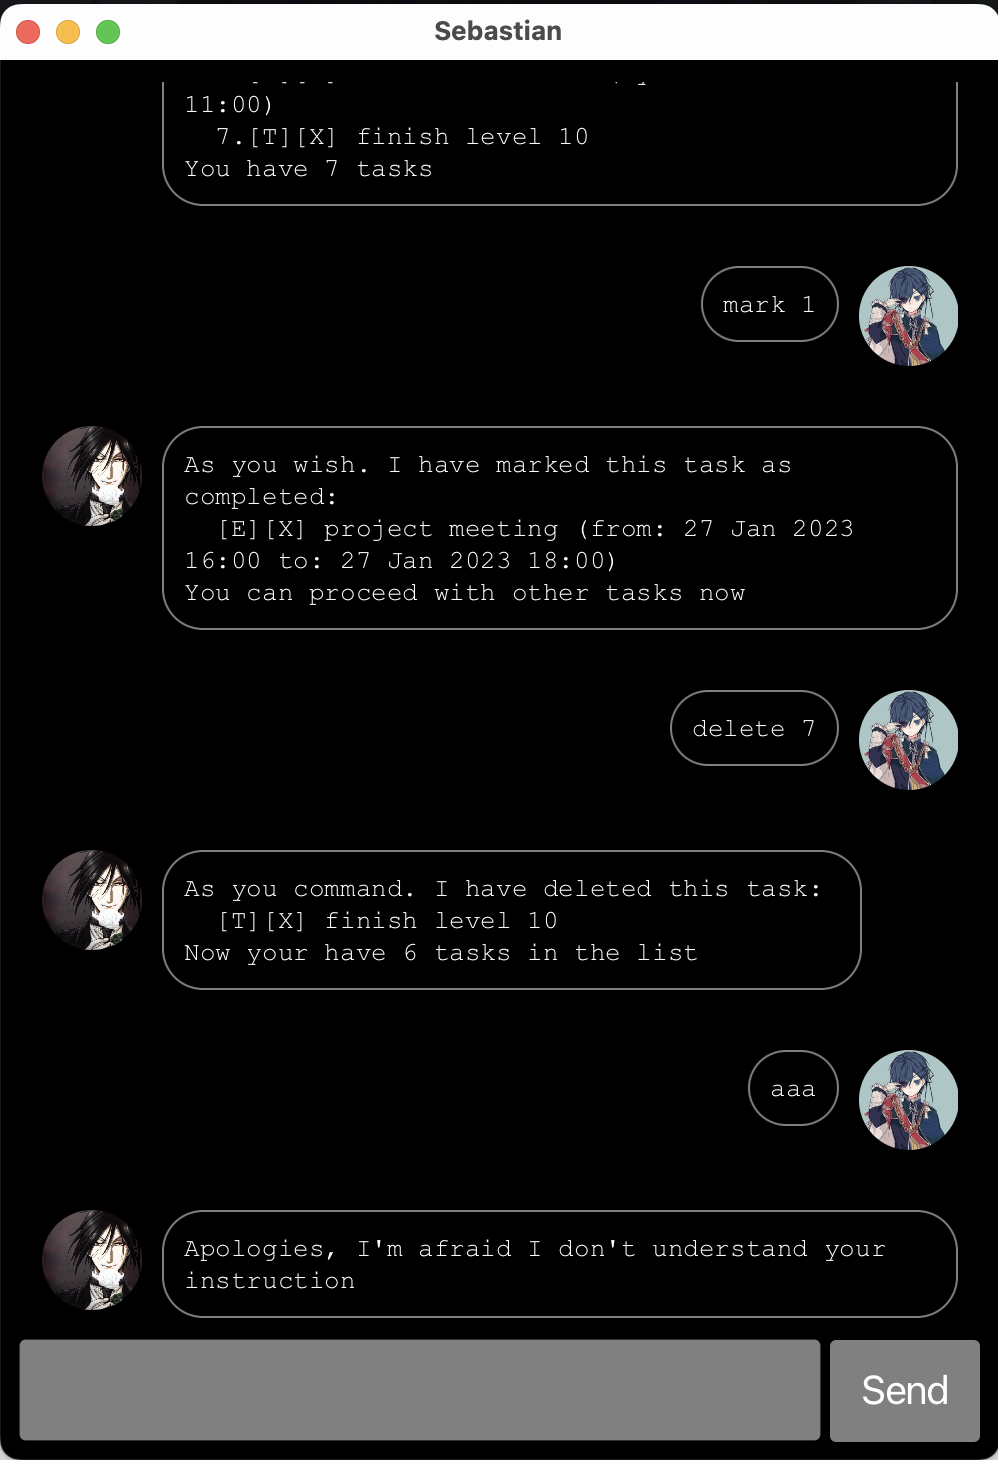 Sebastian
11:00)
7.[T][X] finish level 10
You have 7 tasks
mark 1
As you wish. I have marked this task as
completed:
[E][X] project meeting (from: 27 Jan 2023
16:00 to: 27 Jan 2023 18:00)
You can proceed with other tasks now
delete 7
As you command. I have deleted this task:
[T][X] finish level 10
Now your have 6 tasks in the list
aaa
Apologies, I'm afraid I don't understand your
instruction
Send